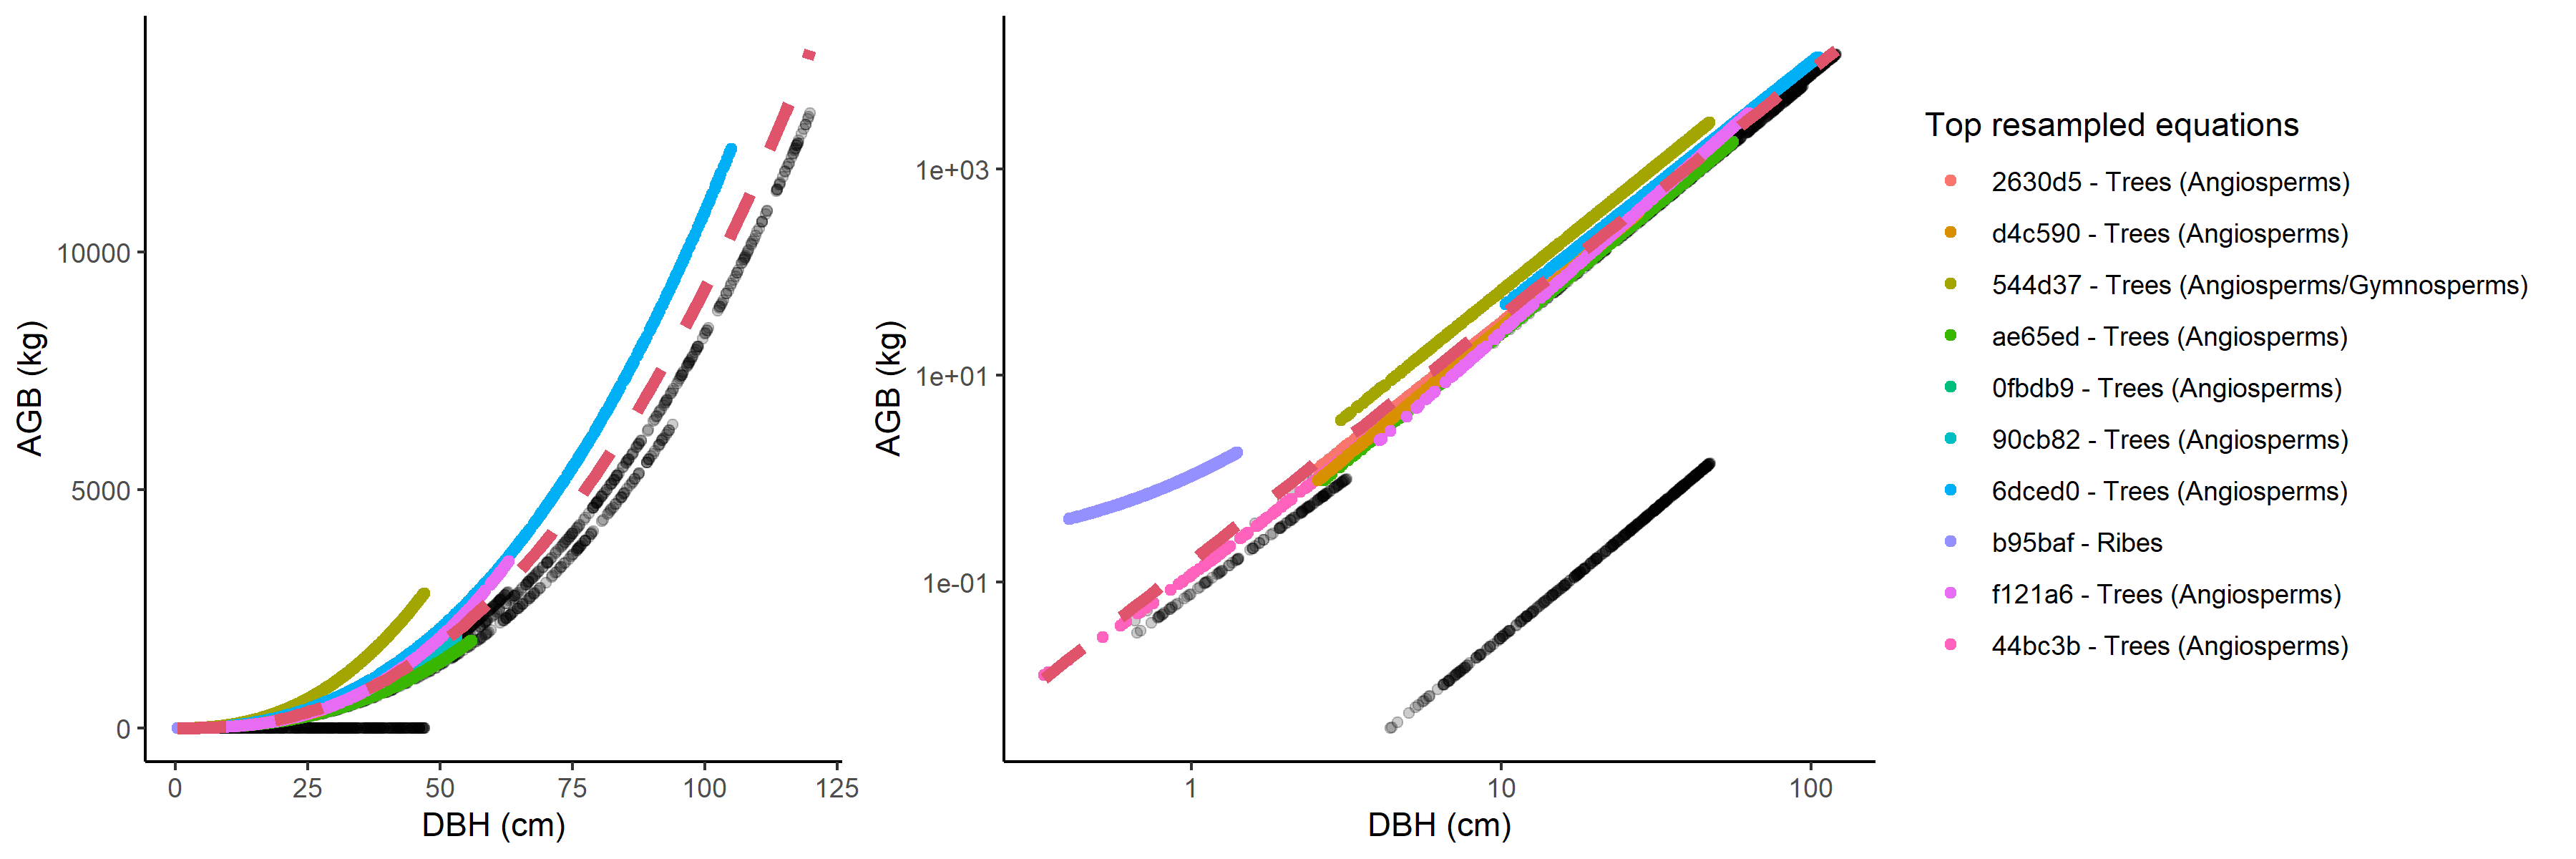 AGB (kg)
10000
5000
0
0
25
50
75
100
125
DBH (cm)
AGB (kg)
1e+03
1e+01
1e-01
1
10
100
DBH (cm)
Top resampled equations
2630d5 - Trees (Angiosperms)
d4c590 - Trees (Angiosperms)
544d37 - Trees (Angiosperms/Gymnosperms)
ae65ed - Trees (Angiosperms)
0fbdb9 - Trees (Angiosperms)
90cb82 - Trees (Angiosperms)
6dced0 - Trees (Angiosperms)
b95baf - Ribes
f121a6 - Trees (Angiosperms)
44bc3b - Trees (Angiosperms)